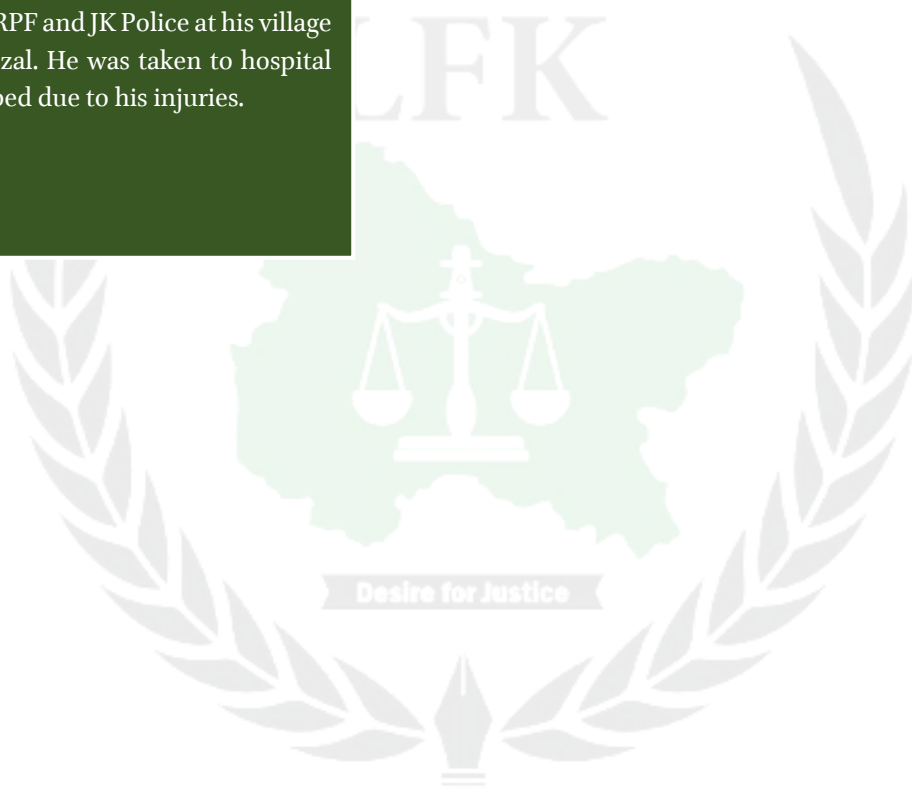 RPF and JK Police at his village
zal. He was taken to hospital
ped due to his injuries.
LFK
Desire for Justice